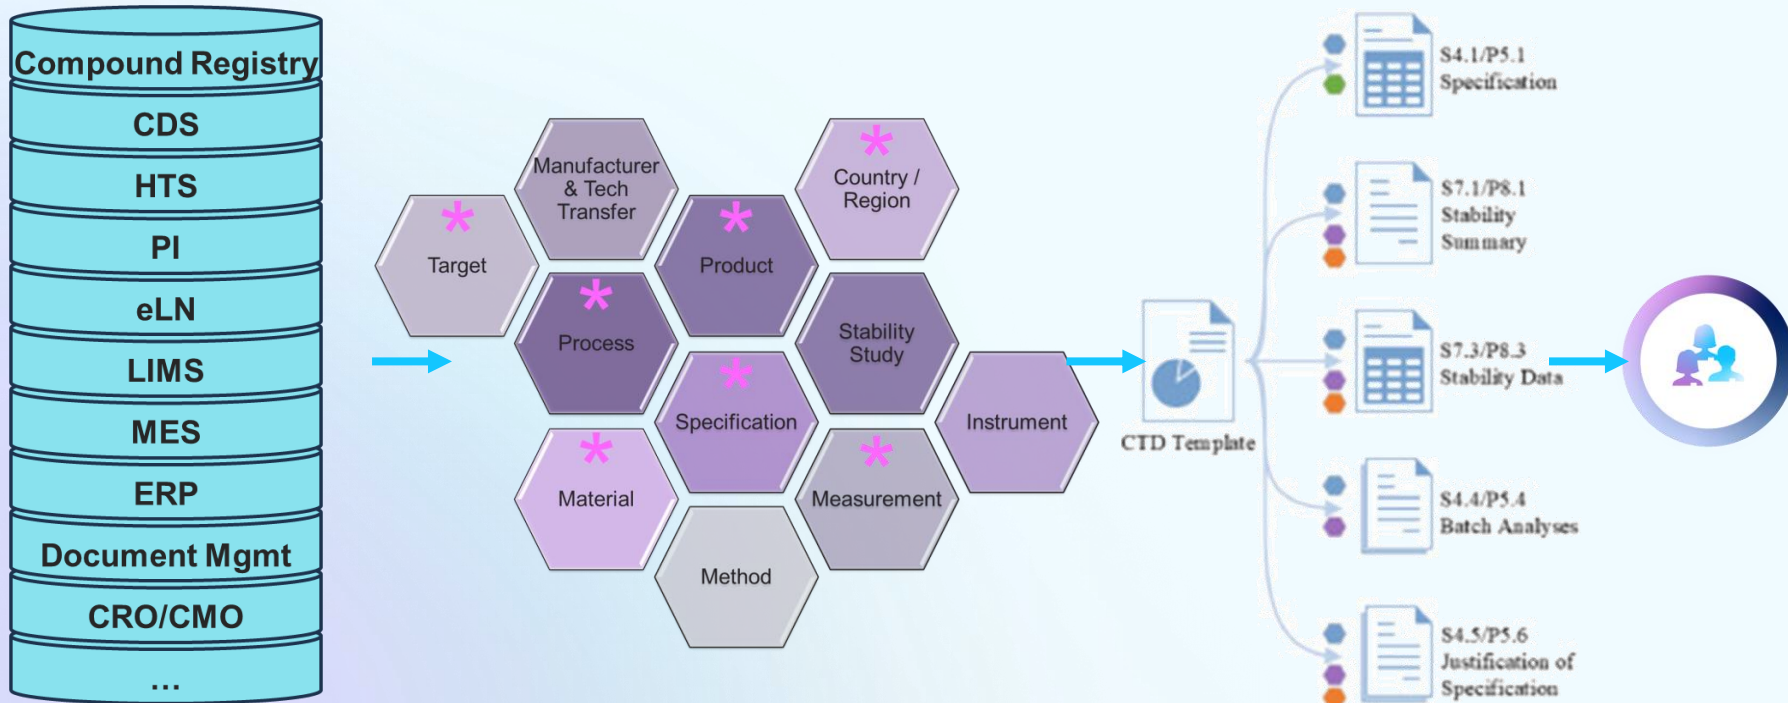 Compound Registry
CDS
HTS
PI
eLN
LIMS
MES
ERP
Document Mgmt
CRO/CMO
...
Target
*
Manufacturer
& Tech
Transfer
*
Process
*
Material
*
Product
*
Specification
Method
*
Country /
Region
Stability
Study
*
Measurement
Instrument
CTD Template
S4.1/P5.1
Specification
S7.1/P8.1
Stability
Summary
S7.3/P8.3
Stability Data
S4.4/P5.4
Batch Analyses
S4.5/P5.6
Justification of
Specification